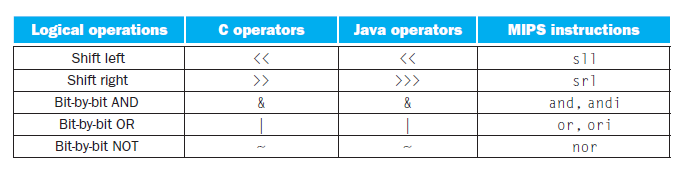 Logical operations C operators Java operators MIPS instructions
Shift left << << sll
Shift right >> >>> srl
Bit-by-bit AND & & and, andi
Bit-by-bit OR | | or, ori
Bit-by-bit NOT ~ ~ nor